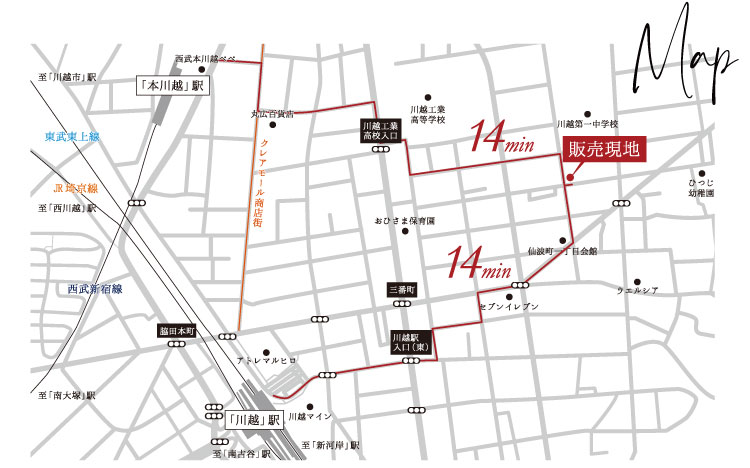 Map
西武本川越ペペ
至「川越市」駅
「本川越」駅
丸広百貨店
川越工業
高校入口
川越工業
高等学校
川越第一中学校
東武東上線
14min
販売現地
クレアモール商店街
JR埼京線
ひつじ
幼稚園
至「西川越」駅
おひさま保育園
仙波町一丁目会館
14min
西武新宿線
三番町
セブンイレブン
ウエルシア
脇田本町
川越駅
入口（東）
アトレマルヒロ
至「南大塚」駅
「川越」駅
川越マイン
至「南古谷」駅
至「新河岸」駅